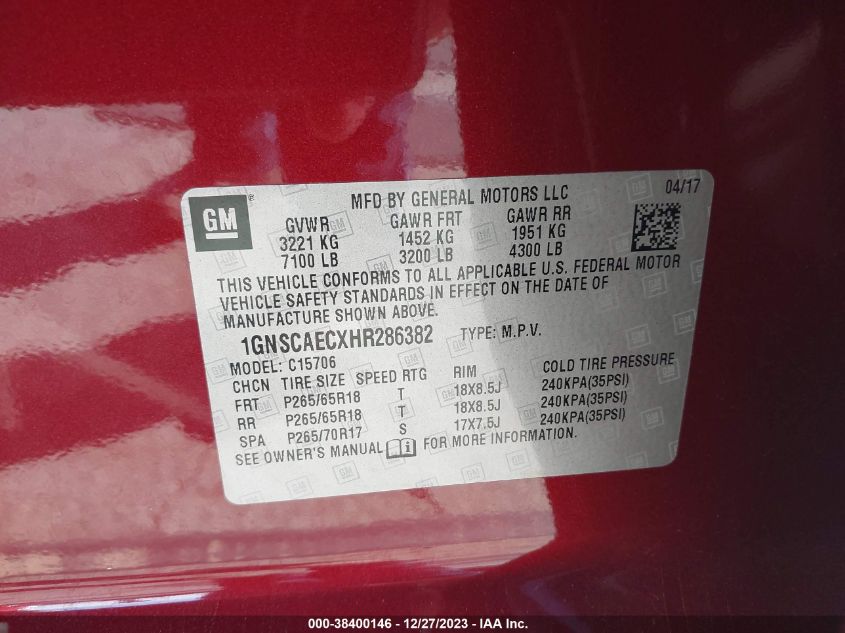 GM ®
MFD BY GENERAL MOTORS LLC
04/17
GVWR GAWR FRT GAWR RR
3221 KG 1452 KG 1951 KG
7100 LB 3200 LB 4300 LB
THIS VEHICLE CONFORMS TO ALL APPLICABLE U.S. FEDERAL MOTOR
VEHICLE SAFETY STANDARDS IN EFFECT ON THE DATE OF
MANUFACTURE SHOWN ABOVE.
1GNSCAECXHR286382 TYPE: M.P.V.
MODEL: C15706
CHCN TIRE SIZE SPEED RTG RIM COLD TIRE PRESSURE
FRT P265/65R18 T 18X8.5J 240KPA(35PSI)
RR P265/65R18 T 18X8.5J 240KPA(35PSI)
SPA P265/70R17 S 17X7.5J 240KPA(35PSI)
SEE OWNER'S MANUAL i FOR MORE INFORMATION.
000-38400146 - 12/27/2023 - IAA Inc.